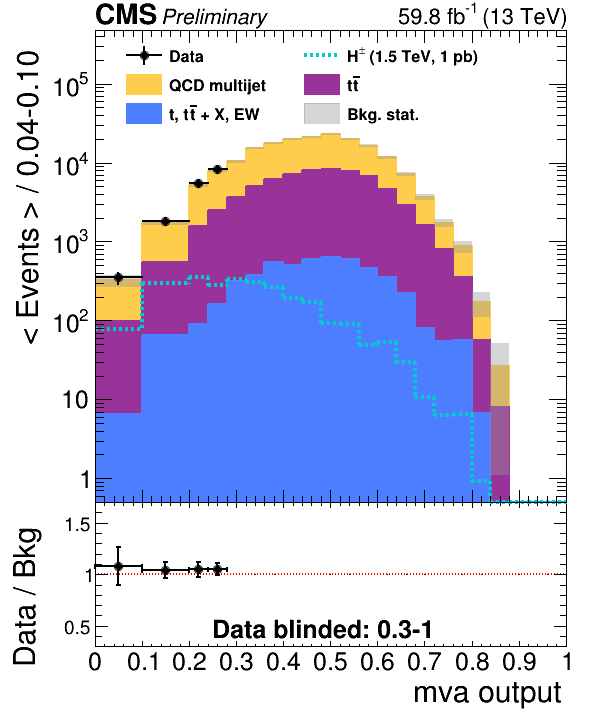 CMS Preliminary 59.8 fb⁻¹ (13 TeV)
Data H± (1.5 TeV, 1 pb)
QCD multijet tt̄
t, tt̄ + X, EW Bkg. stat.
< Events > / 0.04-0.10
10⁵
10⁴
10³
10²
10
1
Data / Bkg
1.5
1
0.5
Data blinded: 0.3-1
0 0.1 0.2 0.3 0.4 0.5 0.6 0.7 0.8 0.9 1
mva output